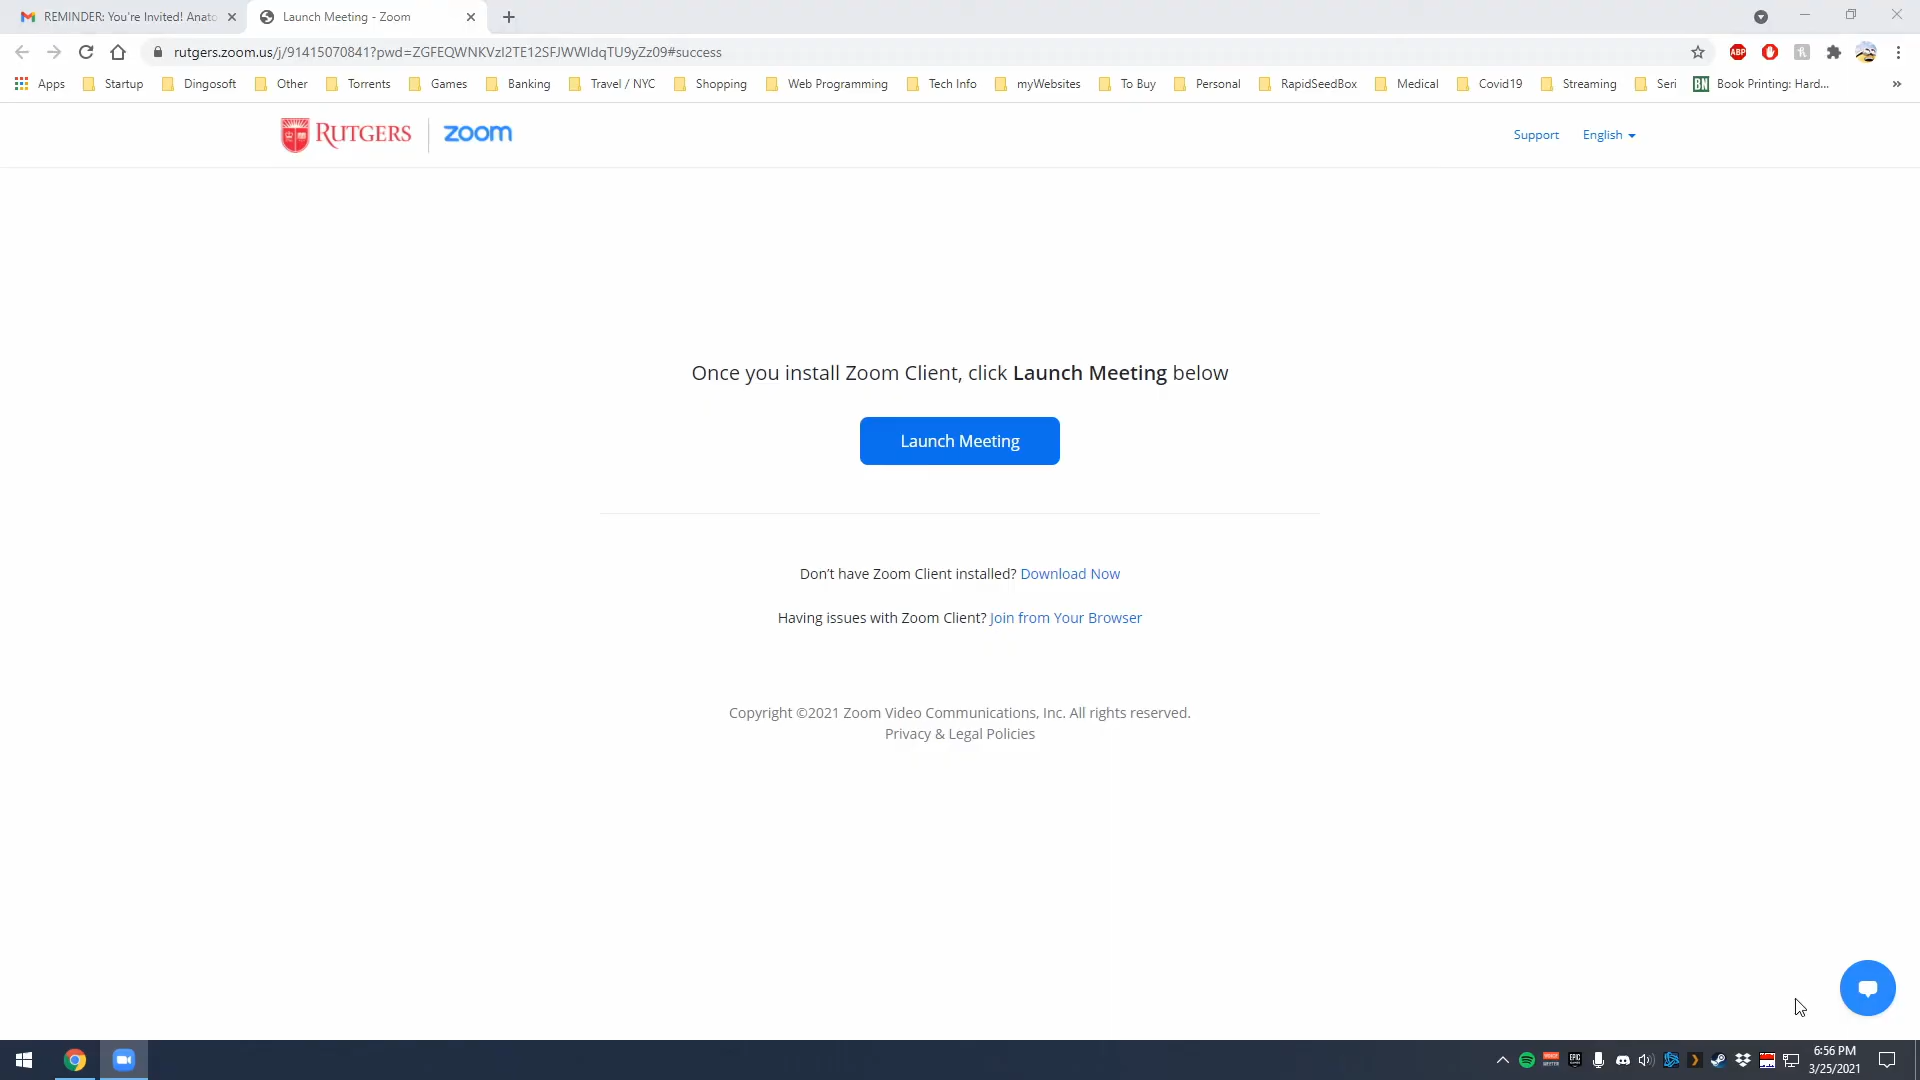 REMINDER: You're Invited! Anato
Launch Meeting - Zoom
rutgers.zoom.us/j/91415070841?pwd=ZGFEQWNKVzI2TE12SFJWWldqTU9yZz09#success
ABP
Apps
Startup
Dingosoft
Other
Torrents
Games
Banking
Travel / NYC
Shopping
Web Programming
Tech Info
myWebsites
To Buy
Personal
RapidSeedBox
Medical
Covid19
Streaming
Seri
BN
Book Printing: Hard...
»
RUTGERS
zoom
Support
English
Once you install Zoom Client, click Launch Meeting below
Launch Meeting
Don't have Zoom Client installed? Download Now
Having issues with Zoom Client? Join from Your Browser
Copyright ©2021 Zoom Video Communications, Inc. All rights reserved.
Privacy & Legal Policies
EPIC
6:56 PM
3/25/2021